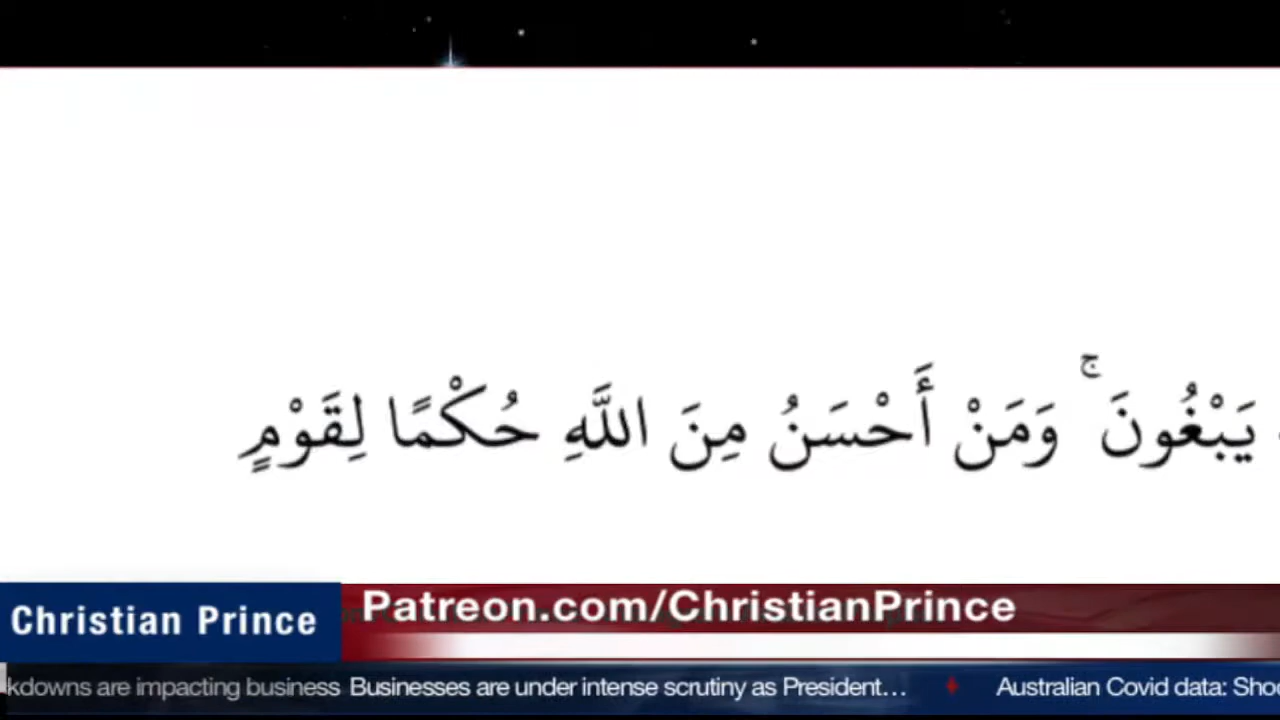 يَبْغُونَ ۚ وَمَنْ أَحْسَنُ مِنَ اللَّهِ حُكْمًا لِقَوْمٍ
Christian Prince
Patreon.com/ChristianPrince
kdowns are impacting business Businesses are under intense scrutiny as President… Australian Covid data: Shoc